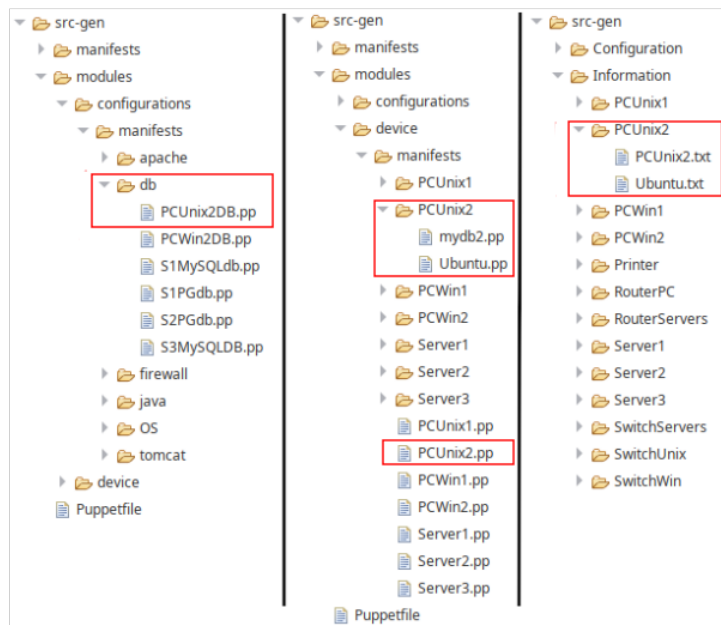 src-gen
manifests
modules
configurations
manifests
apache
db
PCUnix2DB.pp
PCWin2DB.pp
S1MySQLdb.pp
S1PGdb.pp
S2PGdb.pp
S3MySQLDB.pp
firewall
java
OS
tomcat
device
Puppetfile
src-gen
manifests
modules
configurations
device
manifests
PCUnix1
PCUnix2
mydb2.pp
Ubuntu.pp
PCWin1
PCWin2
Server1
Server2
Server3
PCUnix1.pp
PCUnix2.pp
PCWin1.pp
PCWin2.pp
Server1.pp
Server2.pp
Server3.pp
Puppetfile
src-gen
Configuration
Information
PCUnix1
PCUnix2
PCUnix2.txt
Ubuntu.txt
PCWin1
PCWin2
Printer
RouterPC
RouterServers
Server1
Server2
Server3
SwitchServers
SwitchUnix
SwitchWin